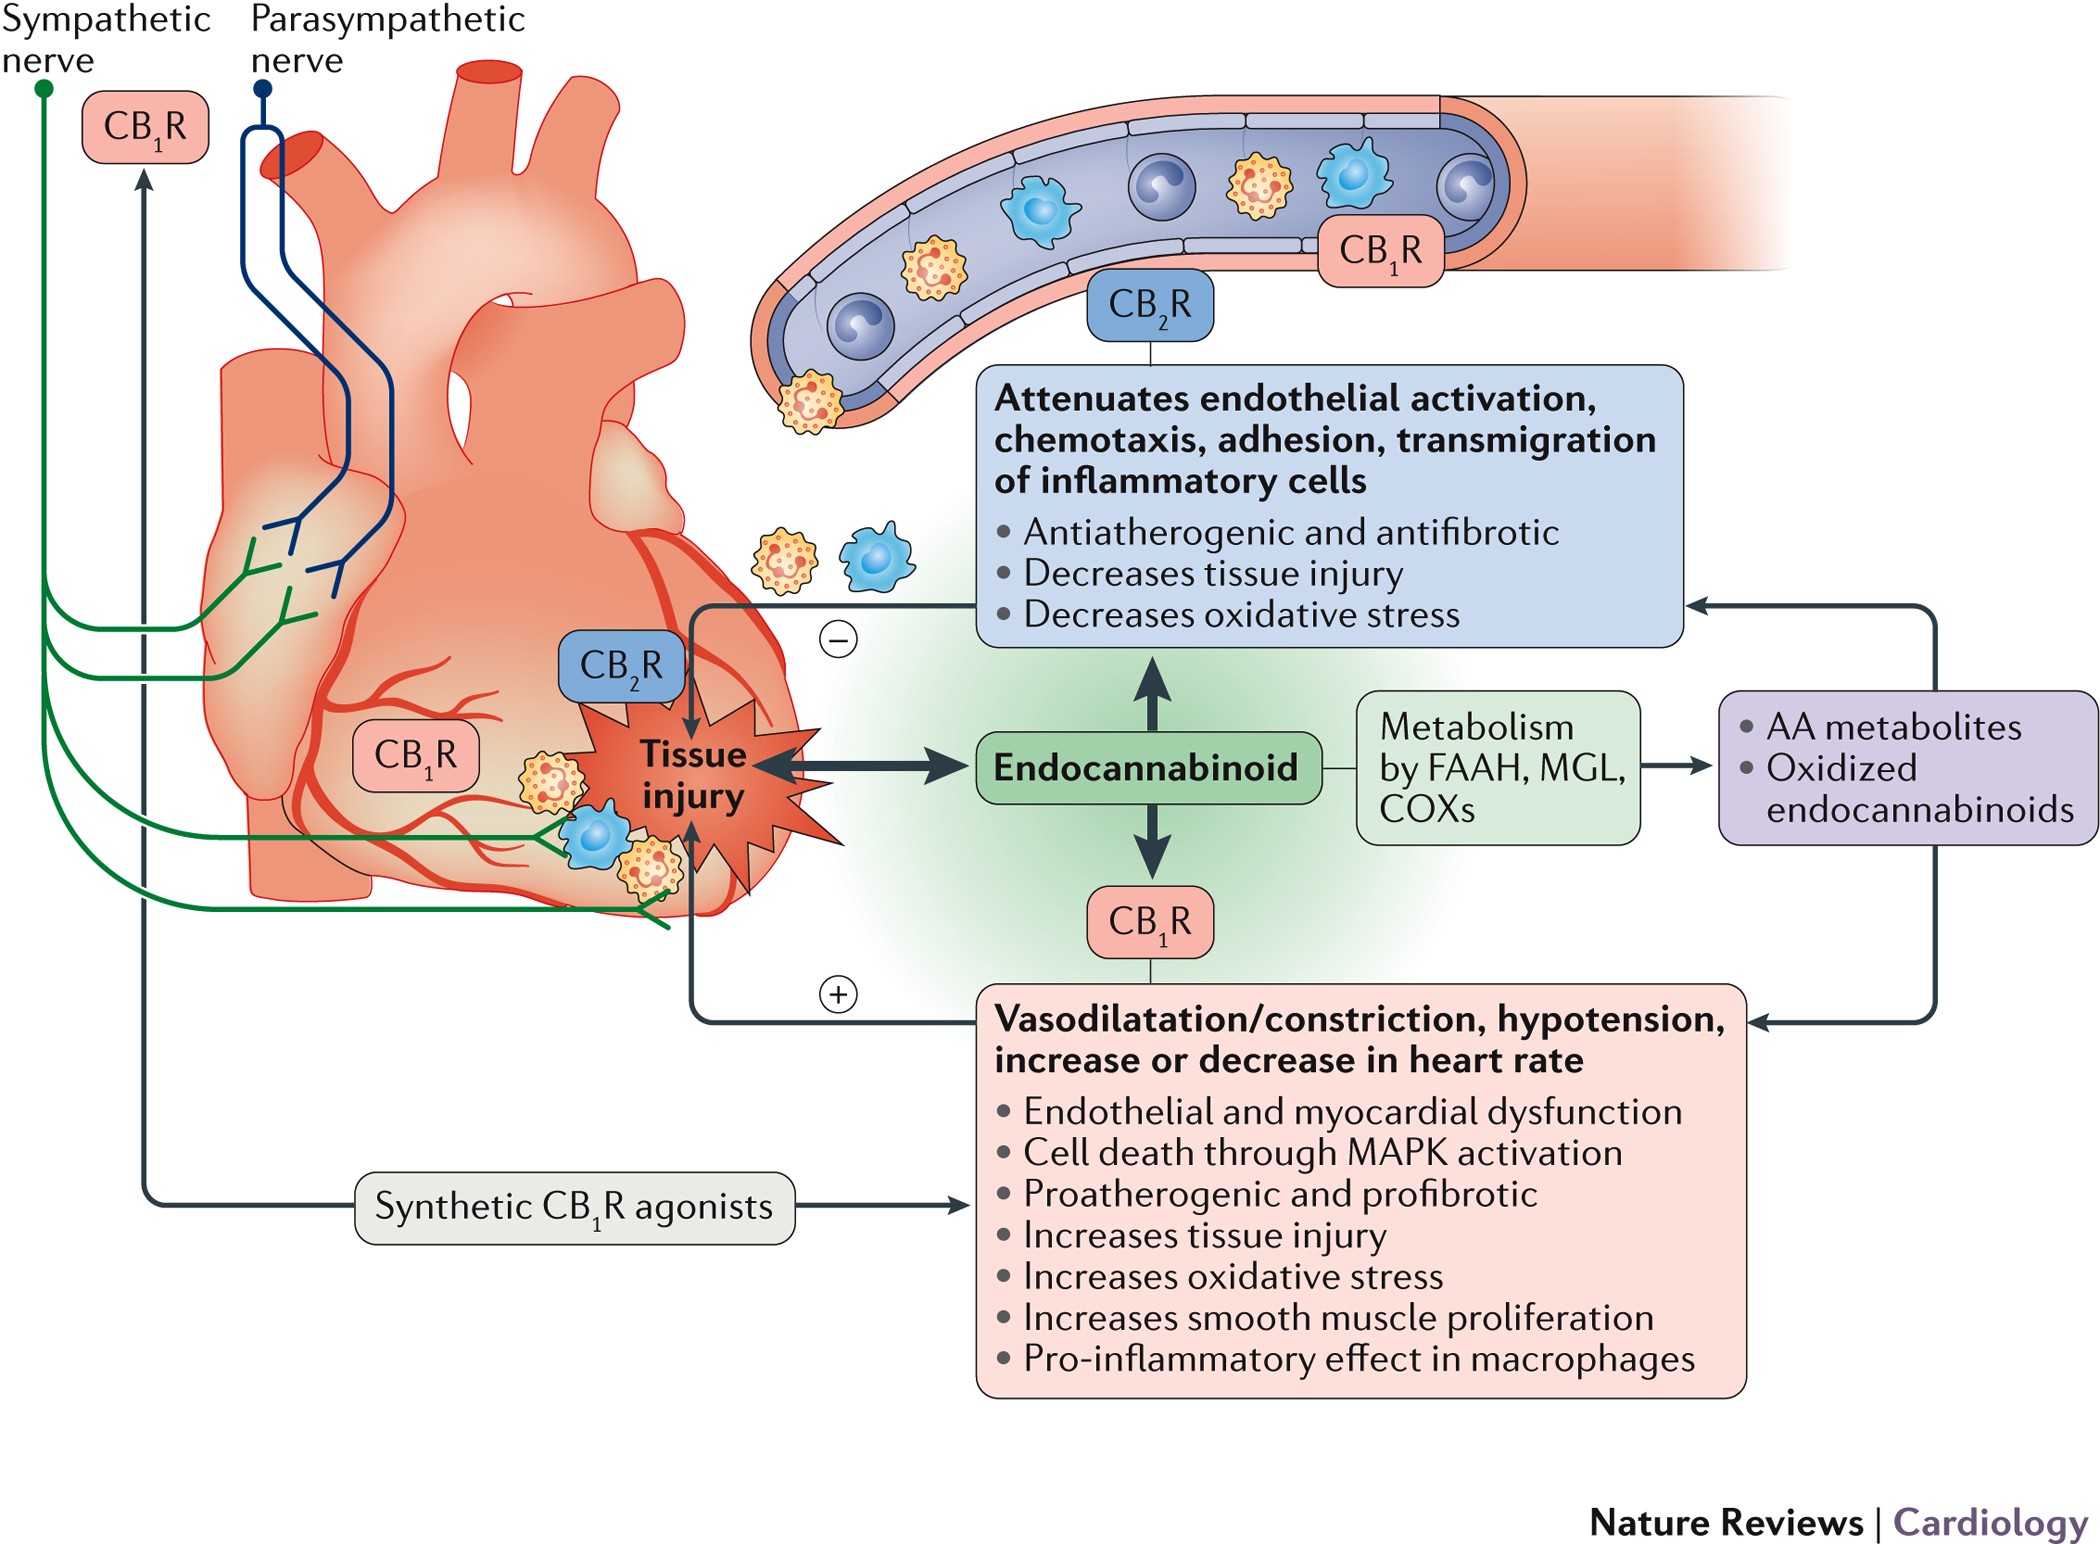 Sympathetic
nerve
Parasympathetic
nerve
CB₁R
CB₁R
CB₂R
Attenuates endothelial activation,
chemotaxis, adhesion, transmigration
of inflammatory cells
• Antiatherogenic and antifibrotic
• Decreases tissue injury
• Decreases oxidative stress
−
CB₂R
CB₁R
Tissue
injury
Endocannabinoid
Metabolism
by FAAH, MGL,
COXs
• AA metabolites
• Oxidized
endocannabinoids
CB₁R
+
Vasodilatation/constriction, hypotension,
increase or decrease in heart rate
• Endothelial and myocardial dysfunction
• Cell death through MAPK activation
• Proatherogenic and profibrotic
• Increases tissue injury
• Increases oxidative stress
• Increases smooth muscle proliferation
• Pro-inflammatory effect in macrophages
Synthetic CB₁R agonists
Nature Reviews | Cardiology